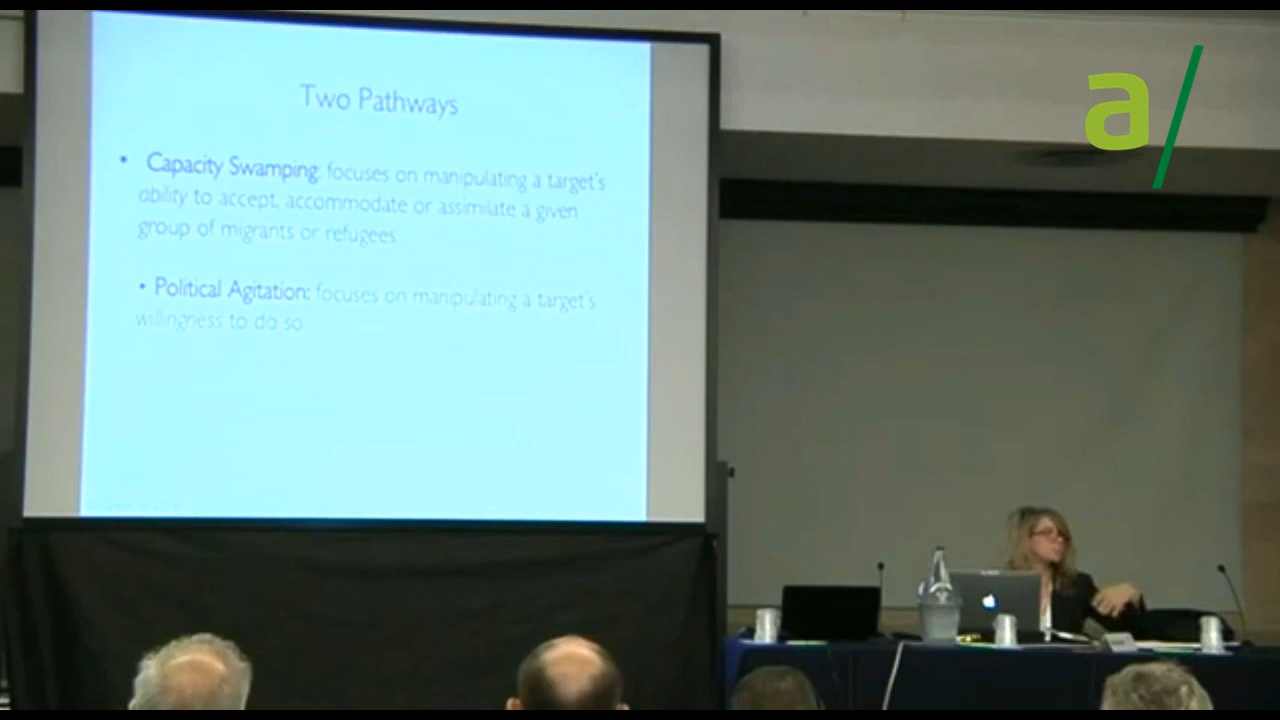 Two Pathways
• Capacity Swamping: focuses on manipulating a target's
ability to accept, accommodate or assimilate a given
group of migrants or refugees
• Political Agitation: focuses on manipulating a target's
willingness to do so
a/